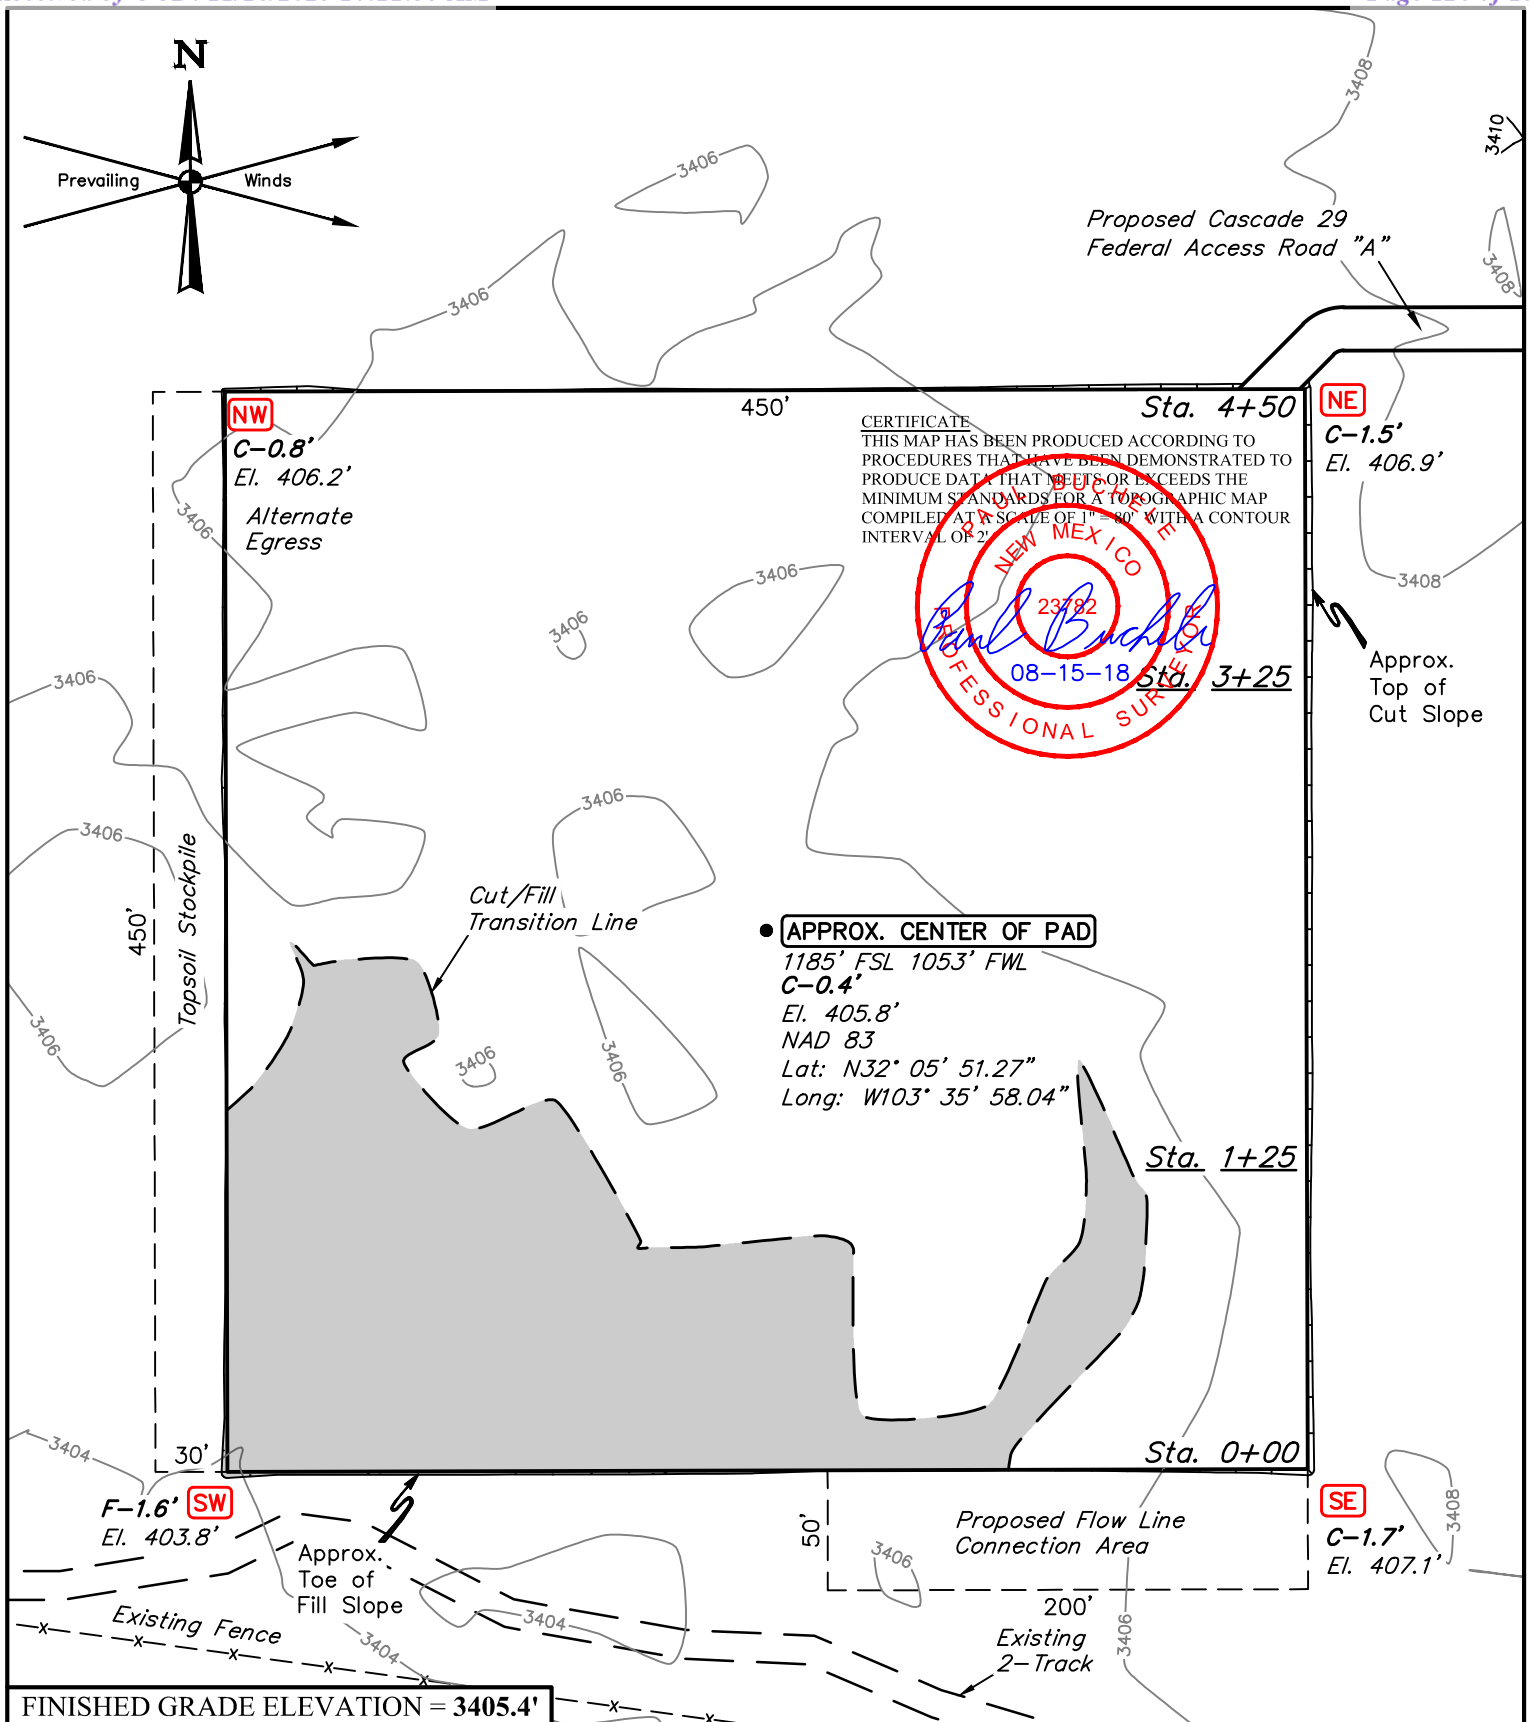 N
Prevailing Winds
3408
3410
3406
Proposed Cascade 29
Federal Access Road "A"
3408
3406
450'
Sta. 4+50
NW
C-0.8'
El. 406.2'
Alternate
Egress
NE
C-1.5'
El. 406.9'
CERTIFICATE
THIS MAP HAS BEEN PRODUCED ACCORDING TO
PROCEDURES THAT HAVE BEEN DEMONSTRATED TO
PRODUCE DATA THAT MEETS OR EXCEEDS THE
MINIMUM STANDARDS FOR A TOPOGRAPHIC MAP
COMPILED AT A SCALE OF 1" = 80' WITH A CONTOUR
INTERVAL OF 2'.
PAUL BUCHELE
NEW MEXICO
23782
PROFESSIONAL SURVEYOR
Paul Buchele
08-15-18
3406
3406
3406
3408
Sta. 3+25
Approx.
Top of
Cut Slope
3406
3406
3406
450'
Topsoil Stockpile
Cut/Fill
Transition Line
APPROX. CENTER OF PAD
1185' FSL 1053' FWL
C-0.4'
El. 405.8'
NAD 83
Lat: N32° 05' 51.27"
Long: W103° 35' 58.04"
3406
3406
3406
Sta. 1+25
Sta. 0+00
3404
30'
F-1.6' SW
El. 403.8'
Approx.
Toe of
Fill Slope
50'
Proposed Flow Line
Connection Area
200'
SE
C-1.7'
El. 407.1'
3408
3406
3406
3404
3404
Existing Fence
Existing
2-Track
FINISHED GRADE ELEVATION = 3405.4'